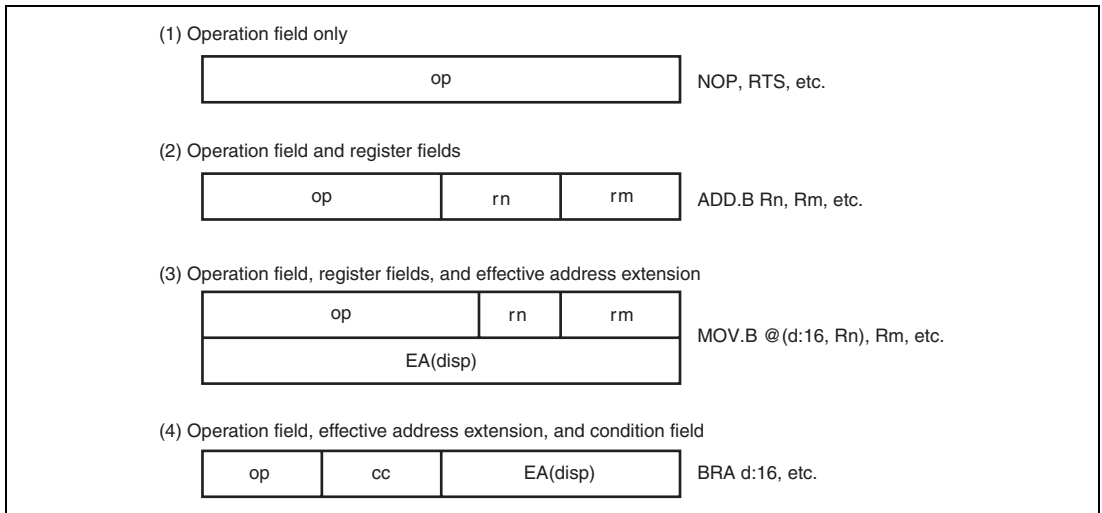 (1) Operation field only
op
NOP, RTS, etc.
(2) Operation field and register fields
op rn rm
ADD.B Rn, Rm, etc.
(3) Operation field, register fields, and effective address extension
op rn rm
MOV.B @(d:16, Rn), Rm, etc.
EA(disp)
(4) Operation field, effective address extension, and condition field
op cc EA(disp)
BRA d:16, etc.